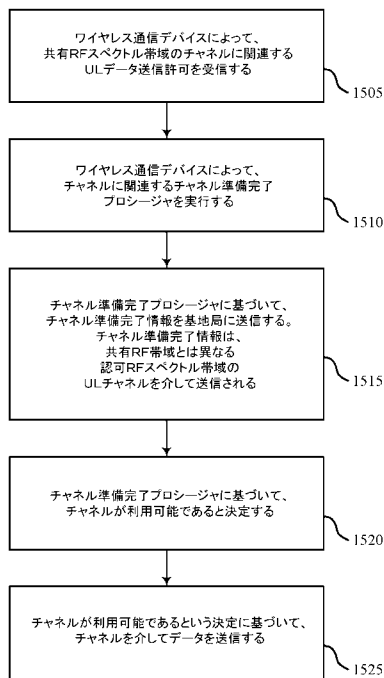 ワイヤレス通信デバイスによって、
共有RFスペクトル帯域のチャネルに関連する
ULデータ送信許可を受信する
1505
ワイヤレス通信デバイスによって、
チャネルに関連するチャネル準備完了
プロシージャを実行する
1510
チャネル準備完了プロシージャに基づいて、
チャネル準備完了情報を基地局に送信する。
チャネル準備完了情報は、
共有RF帯域とは異なる
認可RFスペクトル帯域の
ULチャネルを介して送信される
1515
チャネル準備完了プロシージャに基づいて、
チャネルが利用可能であると決定する
1520
チャネルが利用可能であるという決定に基づいて、
チャネルを介してデータを送信する
1525